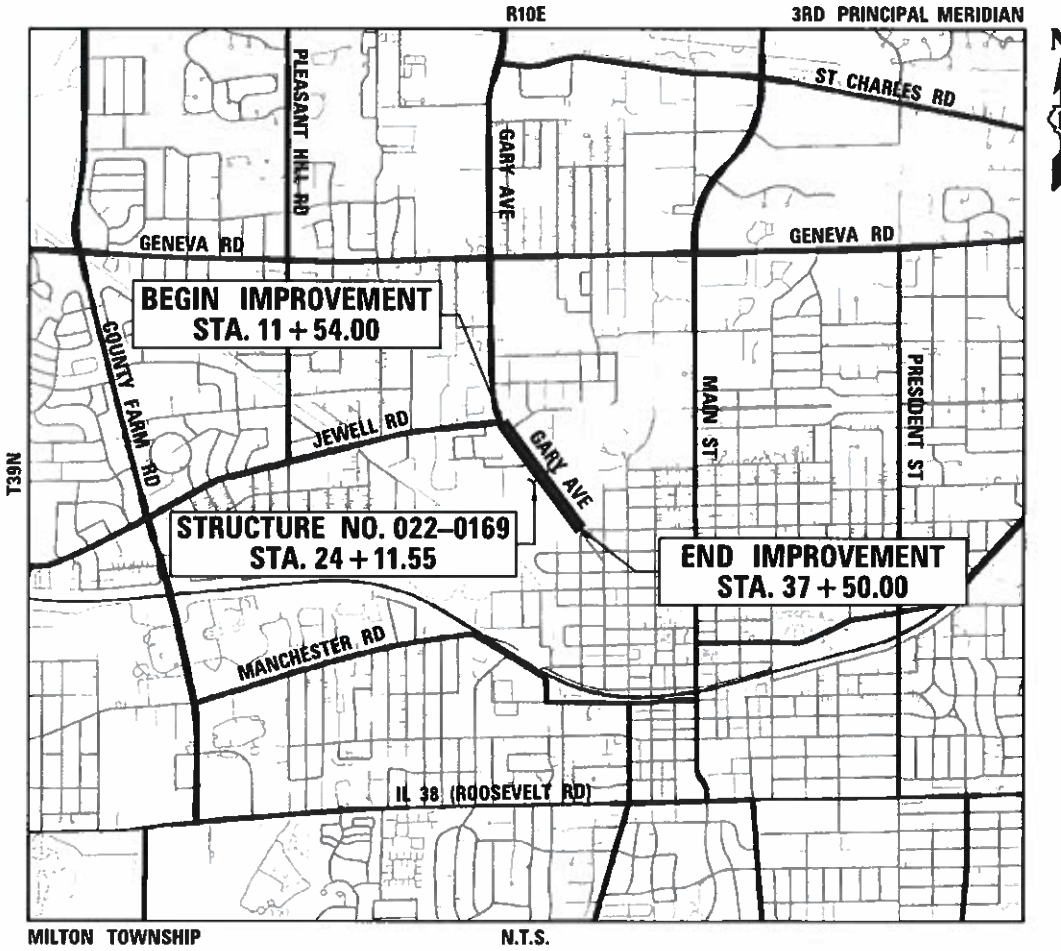 R10E
3RD PRINCIPAL MERIDIAN
N
PLEASANT HILL RD
GARY AVE
ST CHARLES RD
GENEVA RD
GENEVA RD
BEGIN IMPROVEMENT
STA. 11+54.00
COUNTY FARM RD
JEWELL RD
GARY AVE
MAIN ST
PRESIDENT ST
T39N
STRUCTURE NO. 022-0169
STA. 24+11.55
END IMPROVEMENT
STA. 37+50.00
MANCHESTER RD
IL 38 (ROOSEVELT RD)
MILTON TOWNSHIP
N.T.S.